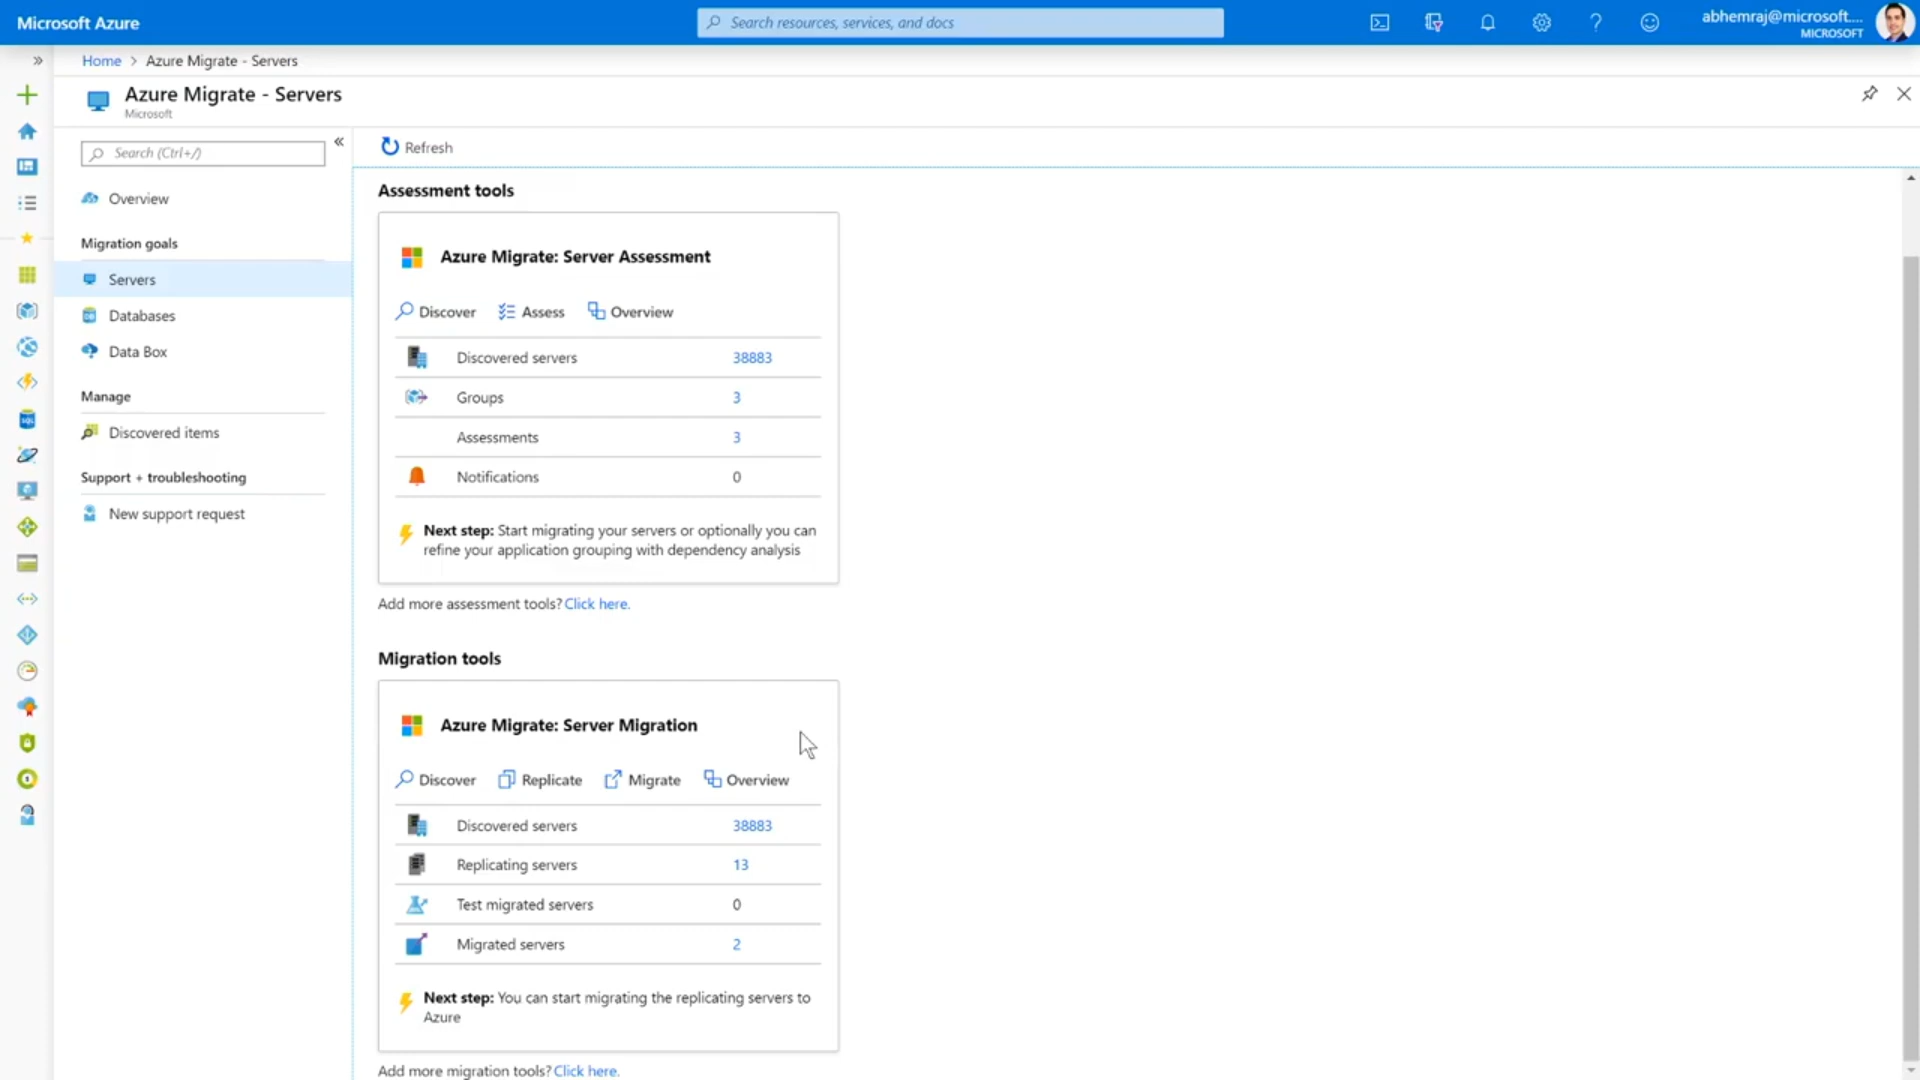 Microsoft Azure
Search resources, services, and docs
abhemraj@microsoft....
MICROSOFT
Home > Azure Migrate - Servers
Azure Migrate - Servers
Microsoft
Search (Ctrl+/)
Overview
Migration goals
Servers
Databases
Data Box
Manage
Discovered items
Support + troubleshooting
New support request
Refresh
Assessment tools
Azure Migrate: Server Assessment
Discover Assess Overview
Discovered servers 38883
Groups 3
Assessments 3
Notifications 0
Next step: Start migrating your servers or optionally you can
refine your application grouping with dependency analysis
Add more assessment tools? Click here.
Migration tools
Azure Migrate: Server Migration
Discover Replicate Migrate Overview
Discovered servers 38883
Replicating servers 13
Test migrated servers 0
Migrated servers 2
Next step: You can start migrating the replicating servers to
Azure
Add more migration tools? Click here.